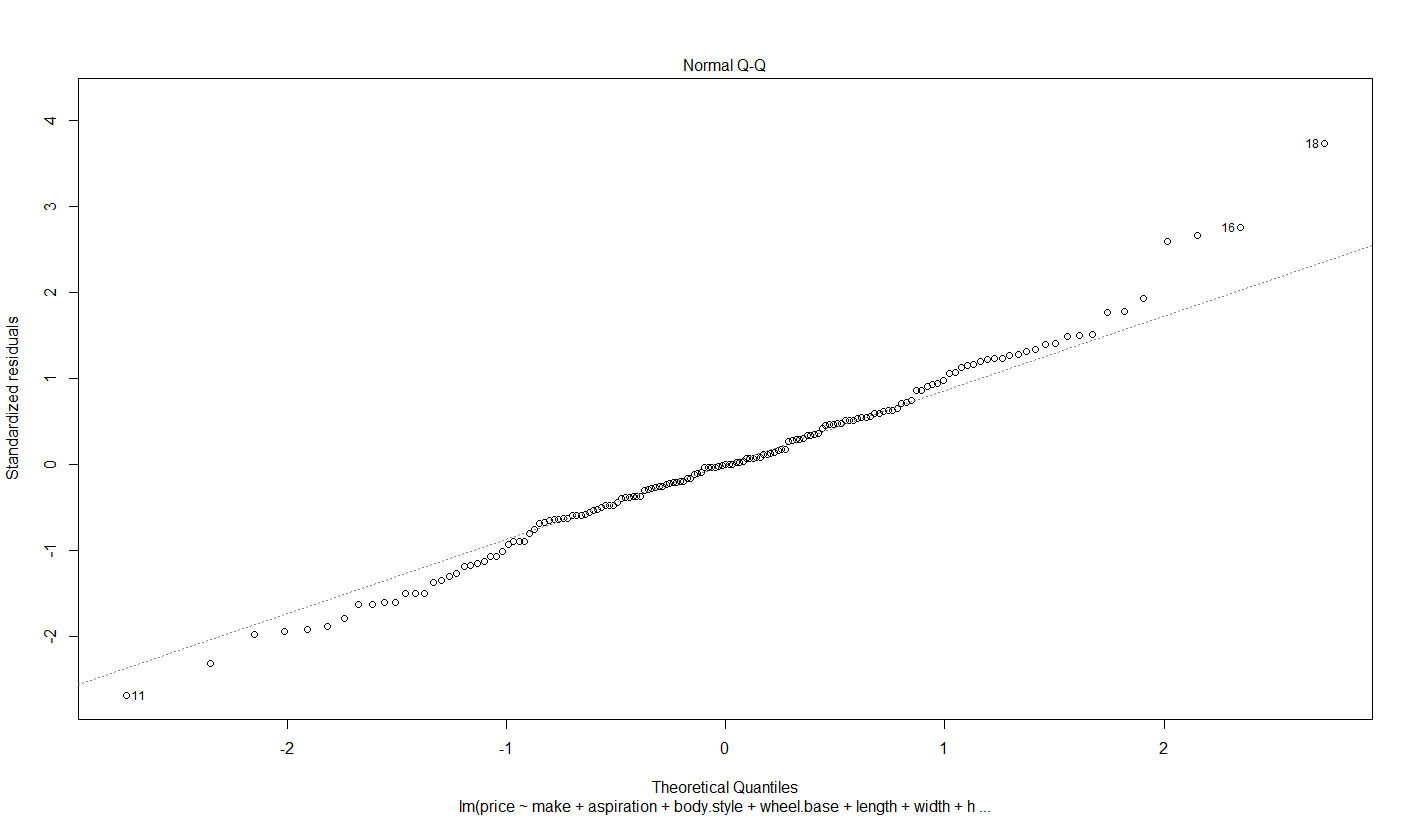 Normal Q-Q
Standardized residuals
4
3
2
1
0
-1
-2
18
16
11
-2 -1 0 1 2
Theoretical Quantiles
lm(price ~ make + aspiration + body.style + wheel.base + length + width + h ...